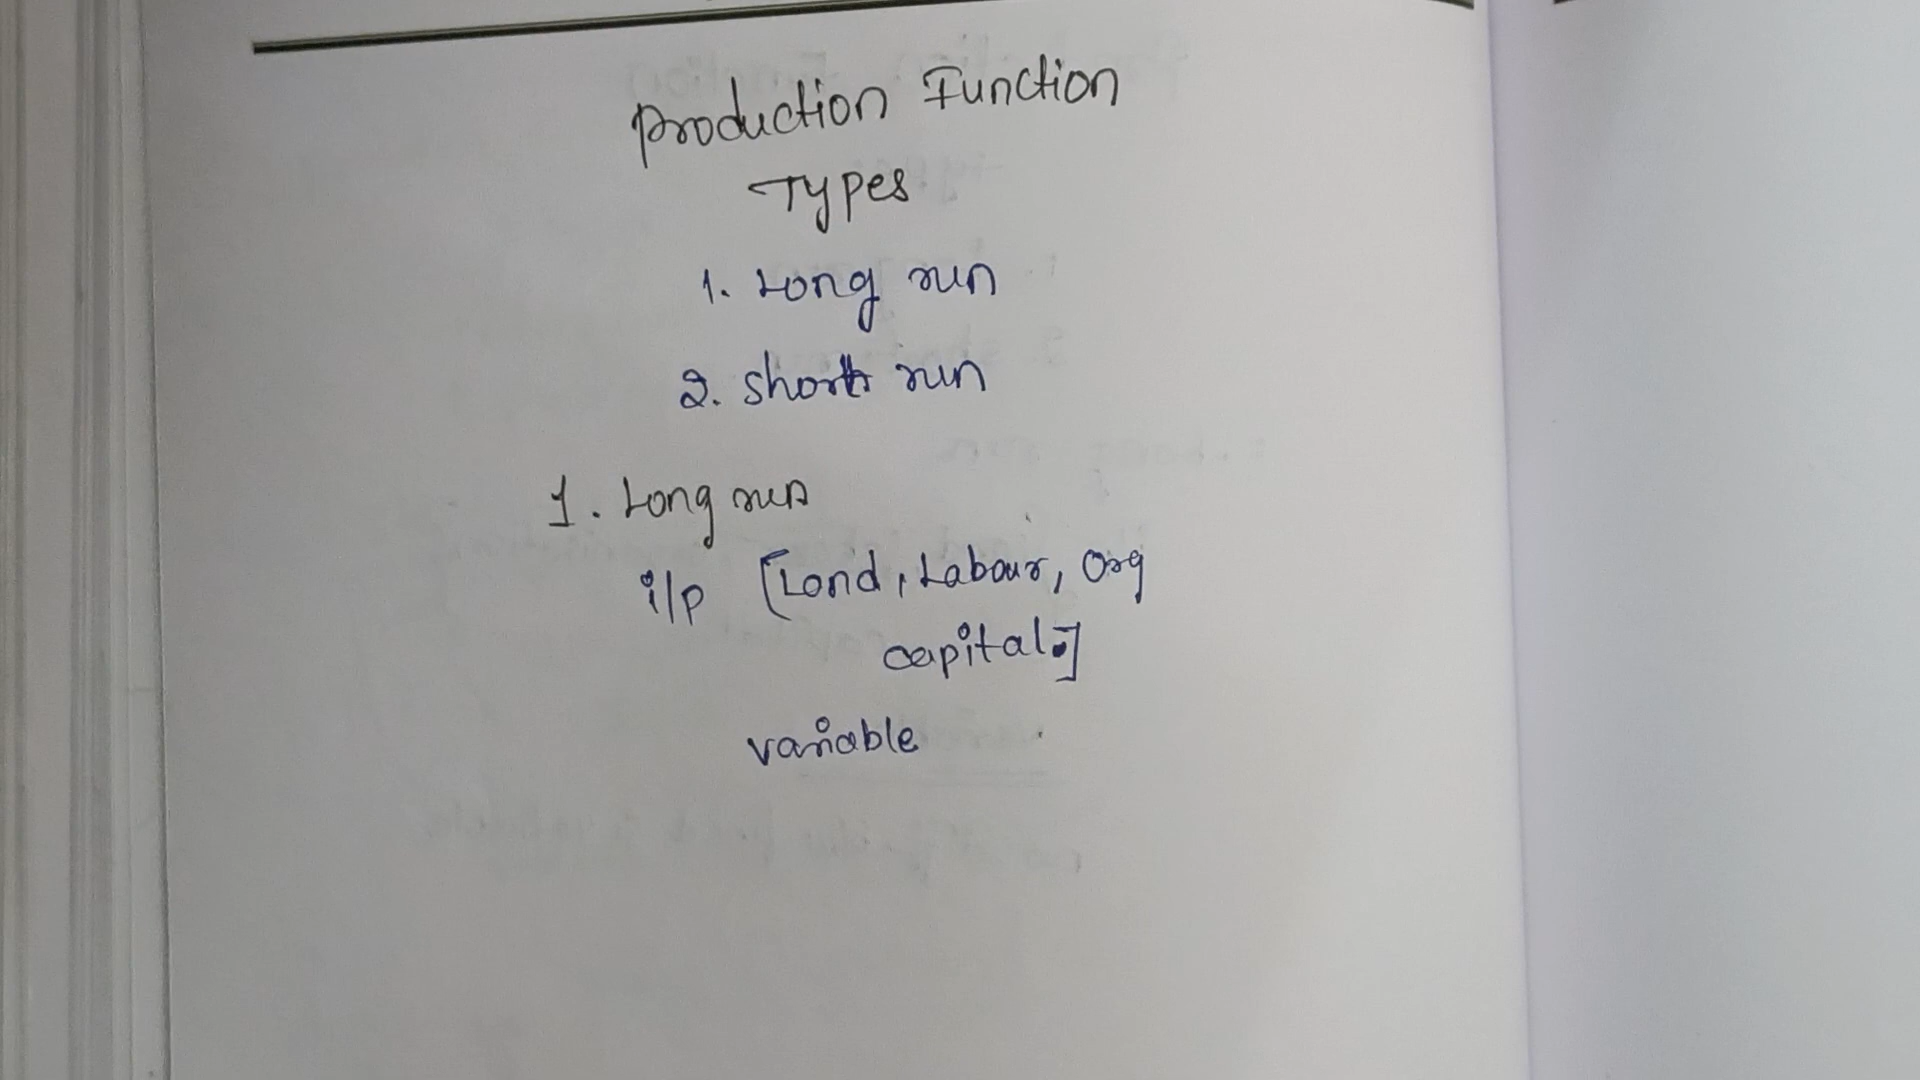 Production Function
Types
1. Long run
2. short run
1. Long run
i/p [Land, Labour, Org
capital.]
variable